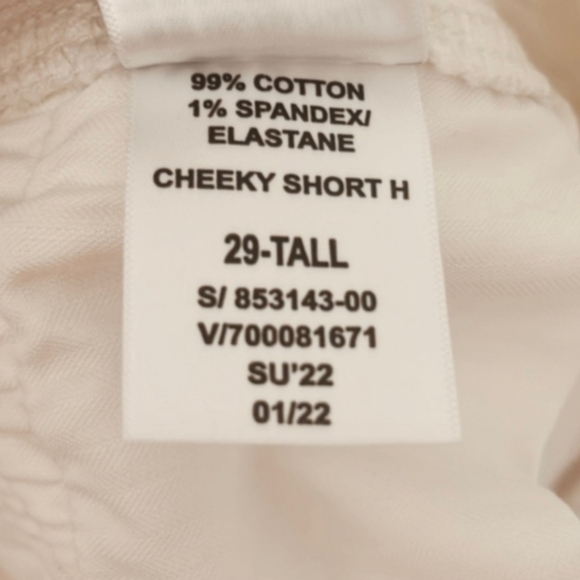 99% COTTON
1% SPANDEX/
ELASTANE
CHEEKY SHORT H
29-TALL
S/ 853143-00
V/700081671
SU'22
01/22